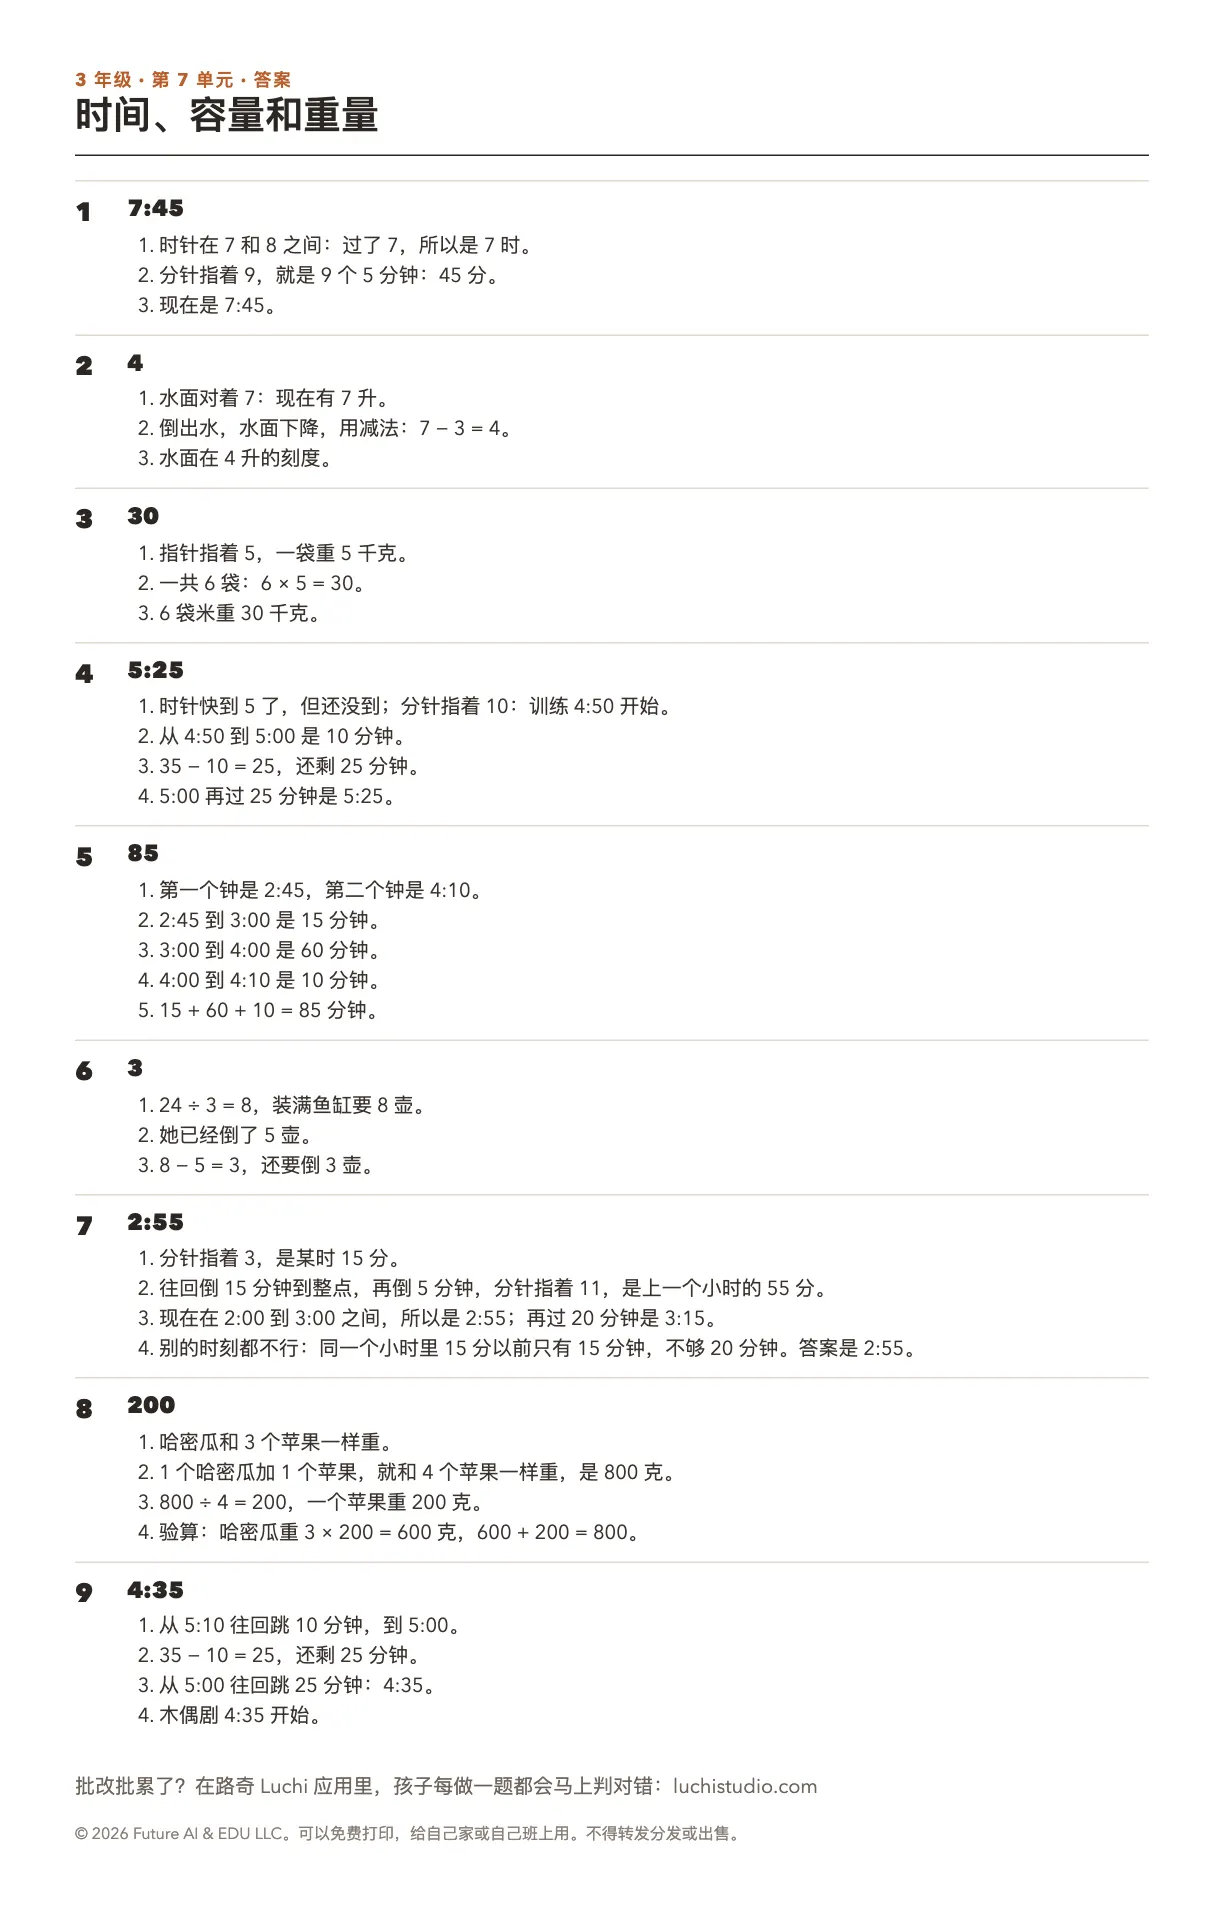 3 年级 · 第 7 单元 · 答案
时间、容量和重量
1 7:45
1. 时针在 7 和 8 之间：过了 7，所以是 7 时。
2. 分针指着 9，就是 9 个 5 分钟：45 分。
3. 现在是 7:45。
2 4
1. 水面对着 7：现在有 7 升。
2. 倒出水，水面下降，用减法：7 − 3 = 4。
3. 水面在 4 升的刻度。
3 30
1. 指针指着 5，一袋重 5 千克。
2. 一共 6 袋：6 × 5 = 30。
3. 6 袋米重 30 千克。
4 5:25
1. 时针快到 5 了，但还没到；分针指着 10：训练 4:50 开始。
2. 从 4:50 到 5:00 是 10 分钟。
3. 35 − 10 = 25，还剩 25 分钟。
4. 5:00 再过 25 分钟是 5:25。
5 85
1. 第一个钟是 2:45，第二个钟是 4:10。
2. 2:45 到 3:00 是 15 分钟。
3. 3:00 到 4:00 是 60 分钟。
4. 4:00 到 4:10 是 10 分钟。
5. 15 + 60 + 10 = 85 分钟。
6 3
1. 24 ÷ 3 = 8，装满鱼缸要 8 壶。
2. 她已经倒了 5 壶。
3. 8 − 5 = 3，还要倒 3 壶。
7 2:55
1. 分针指着 3，是某时 15 分。
2. 往回倒 15 分钟到整点，再倒 5 分钟，分针指着 11，是上一个小时的 55 分。
3. 现在在 2:00 到 3:00 之间，所以是 2:55；再过 20 分钟是 3:15。
4. 别的时刻都不行：同一个小时里 15 分以前只有 15 分钟，不够 20 分钟。答案是 2:55。
8 200
1. 哈密瓜和 3 个苹果一样重。
2. 1 个哈密瓜加 1 个苹果，就和 4 个苹果一样重，是 800 克。
3. 800 ÷ 4 = 200，一个苹果重 200 克。
4. 验算：哈密瓜重 3 × 200 = 600 克，600 + 200 = 800。
9 4:35
1. 从 5:10 往回跳 10 分钟，到 5:00。
2. 35 − 10 = 25，还剩 25 分钟。
3. 从 5:00 往回跳 25 分钟：4:35。
4. 木偶剧 4:35 开始。
批改批累了？在路奇 Luchi 应用里，孩子每做一题都会马上判对错：luchistudio.com
© 2026 Future AI & EDU LLC。可以免费打印，给自己家或自己班上用。不得转发分发或出售。